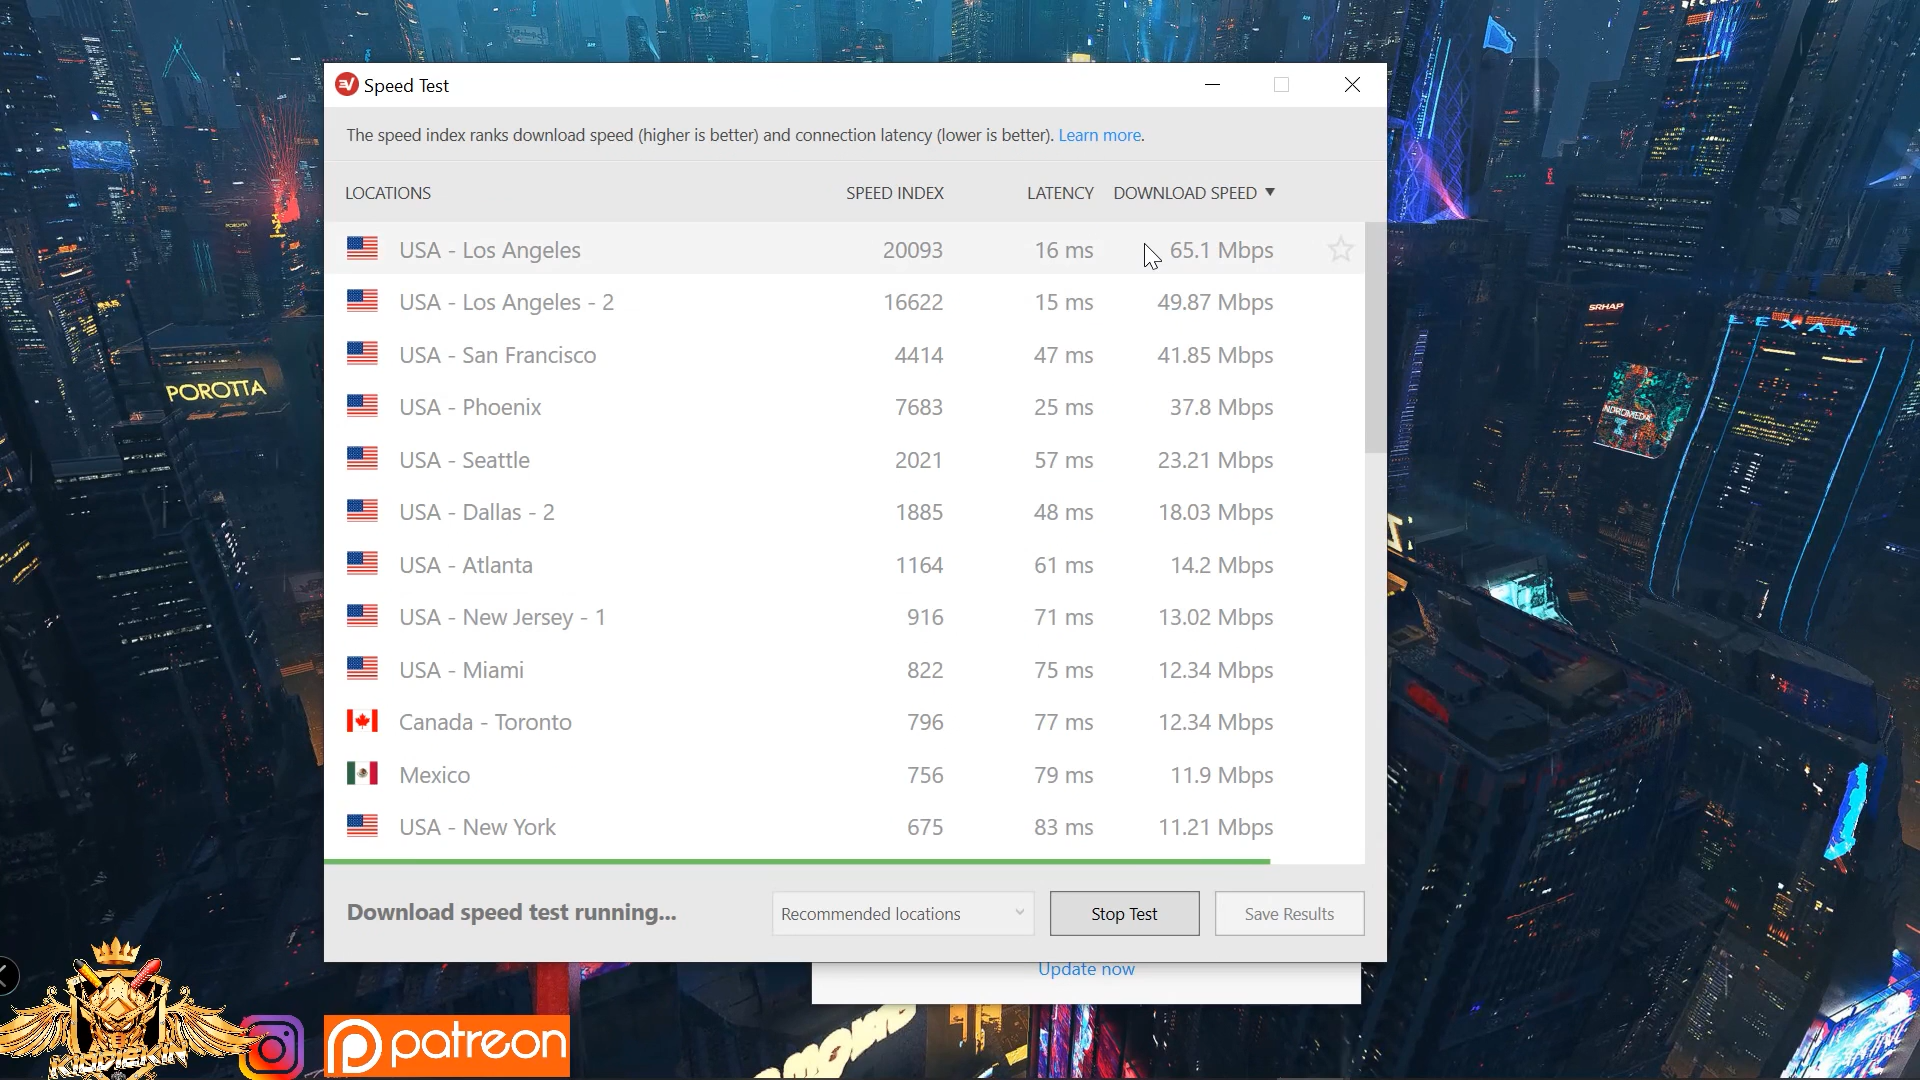 Speed Test
The speed index ranks download speed (higher is better) and connection latency (lower is better). Learn more.
LOCATIONS SPEED INDEX LATENCY DOWNLOAD SPEED
USA - Los Angeles 20093 16 ms 65.1 Mbps
USA - Los Angeles - 2 16622 15 ms 49.87 Mbps
USA - San Francisco 4414 47 ms 41.85 Mbps
USA - Phoenix 7683 25 ms 37.8 Mbps
USA - Seattle 2021 57 ms 23.21 Mbps
USA - Dallas - 2 1885 48 ms 18.03 Mbps
USA - Atlanta 1164 61 ms 14.2 Mbps
USA - New Jersey - 1 916 71 ms 13.02 Mbps
USA - Miami 822 75 ms 12.34 Mbps
Canada - Toronto 796 77 ms 12.34 Mbps
Mexico 756 79 ms 11.9 Mbps
USA - New York 675 83 ms 11.21 Mbps
Download speed test running...
Recommended locations
Stop Test
Save Results
Update now
POROTTA
SRHAP
LEXAR
patreon